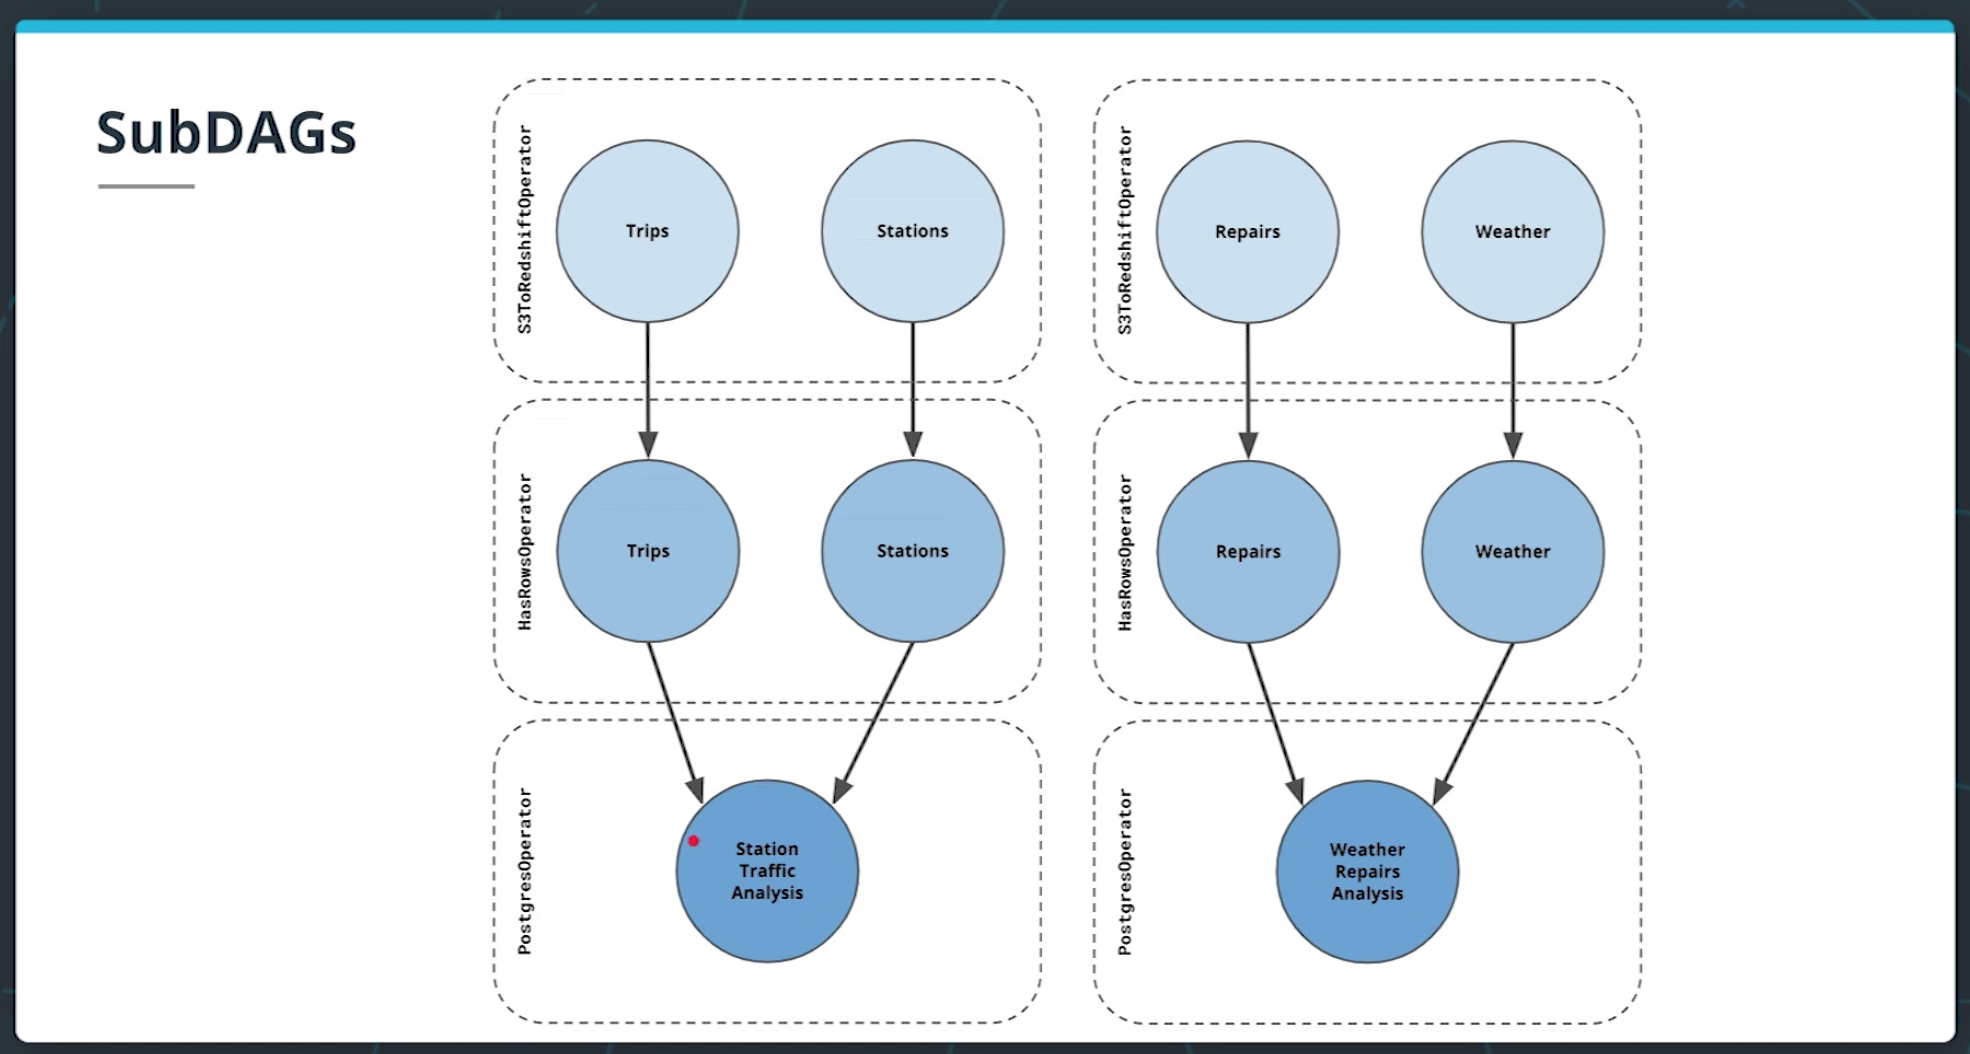 SubDAGs
S3ToRedshiftOperator
Trips
Stations
HasRowsOperator
Trips
Stations
PostgresOperator
Station
Traffic
Analysis
S3ToRedshiftOperator
Repairs
Weather
HasRowsOperator
Repairs
Weather
PostgresOperator
Weather
Repairs
Analysis